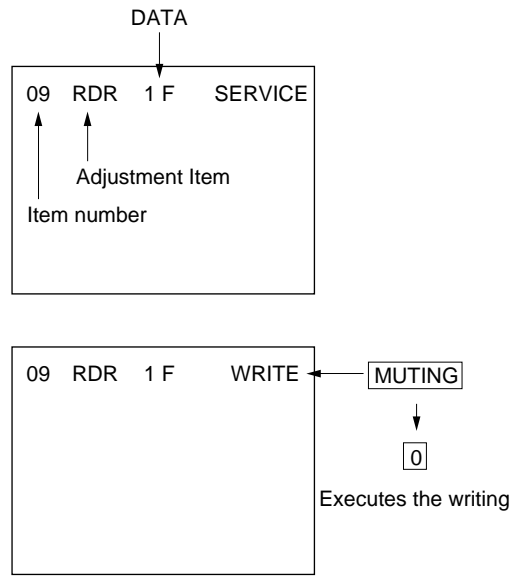 DATA
09 RDR 1 F SERVICE
Adjustment Item
Item number
09 RDR 1 F WRITE
MUTING
0
Executes the writing